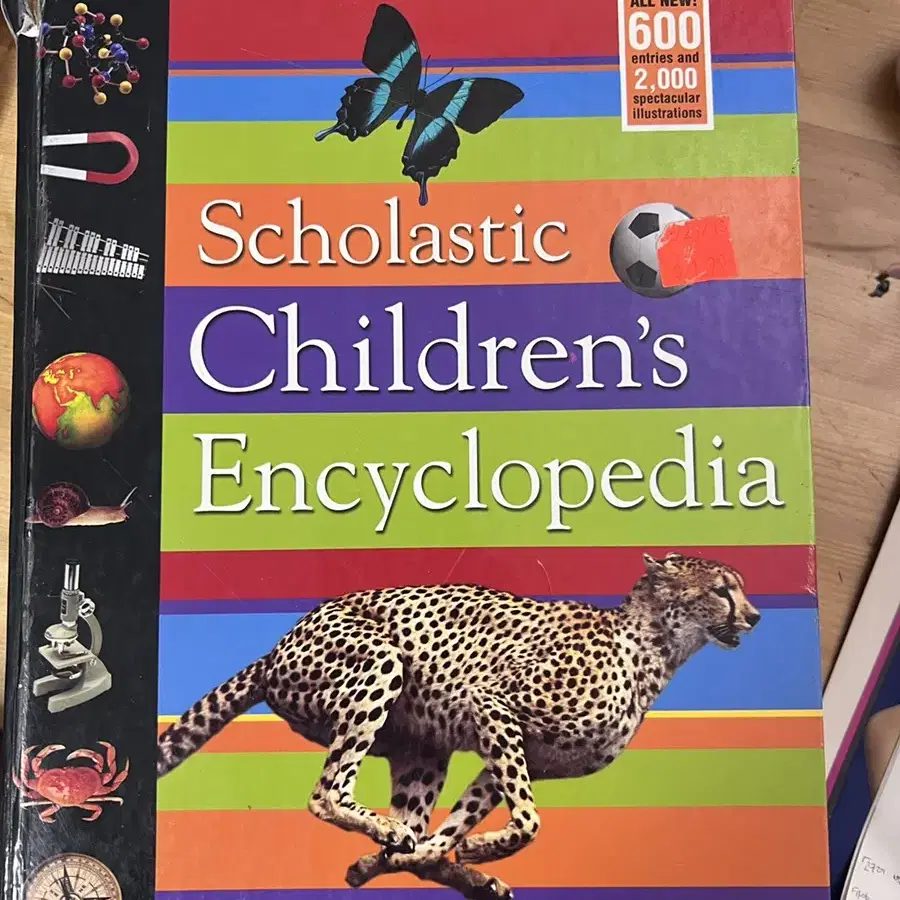 ALL NEW!
600
entries and
2,000
spectacular
illustrations
Scholastic
Children's
Encyclopedia